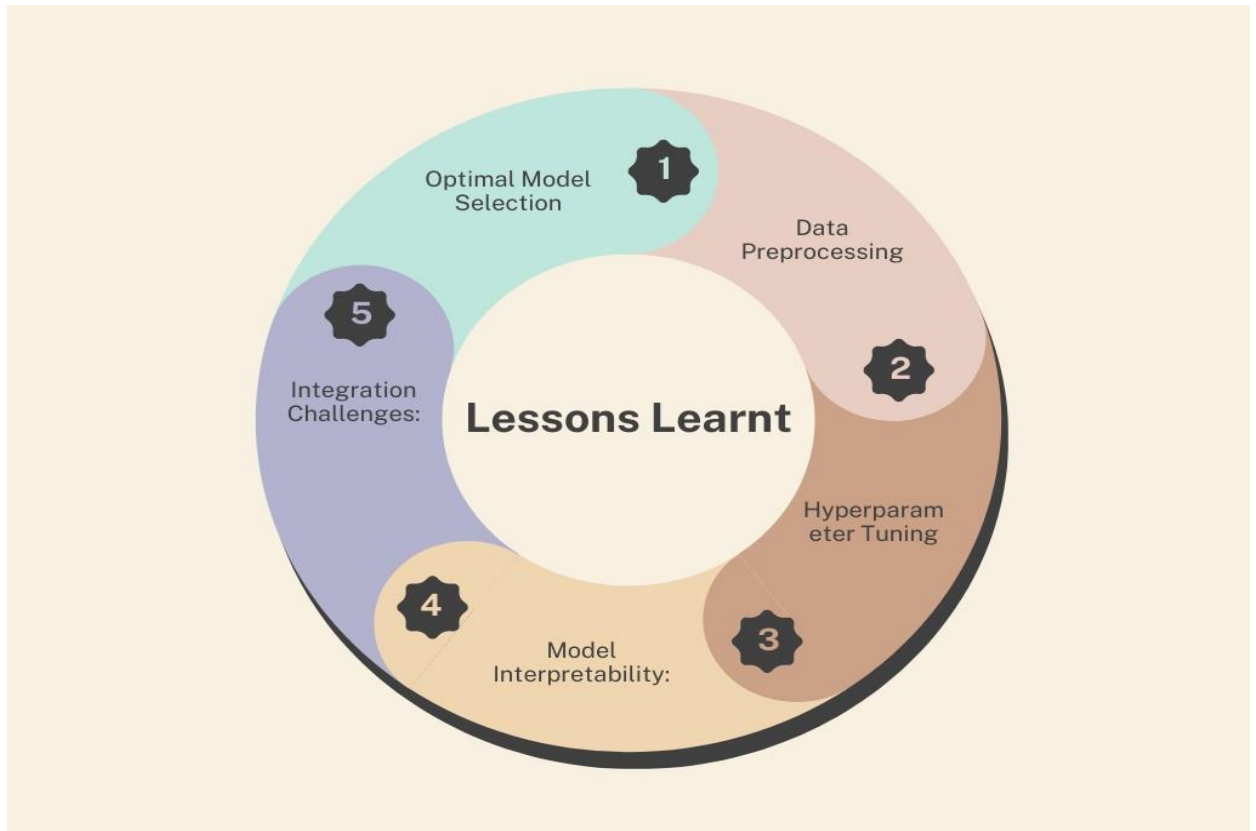 1
Optimal Model
Selection
Data
Preprocessing
2
Hyperparam
eter Tuning
3
Model
Interpretability:
4
Integration
Challenges:
5
Lessons Learnt